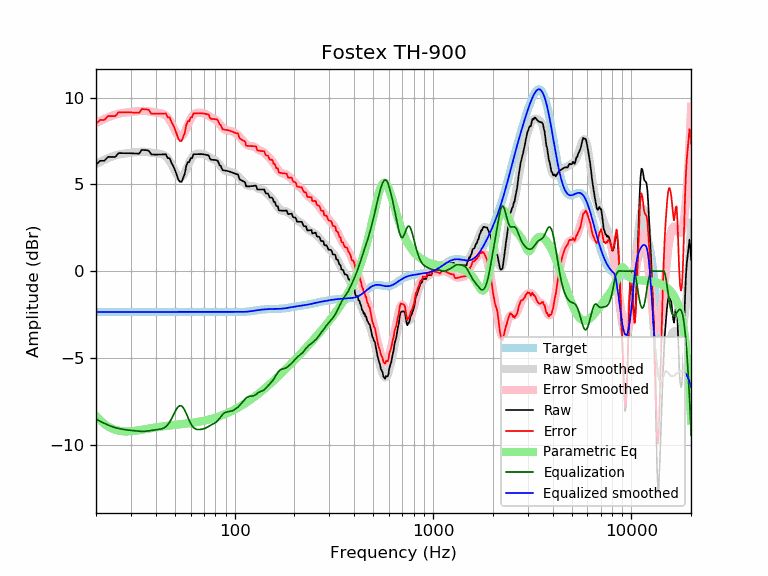 Fostex TH-900
Amplitude (dBr)
10
5
0
−5
−10
100
1000
10000
Frequency (Hz)
Target
Raw Smoothed
Error Smoothed
Raw
Error
Parametric Eq
Equalization
Equalized smoothed